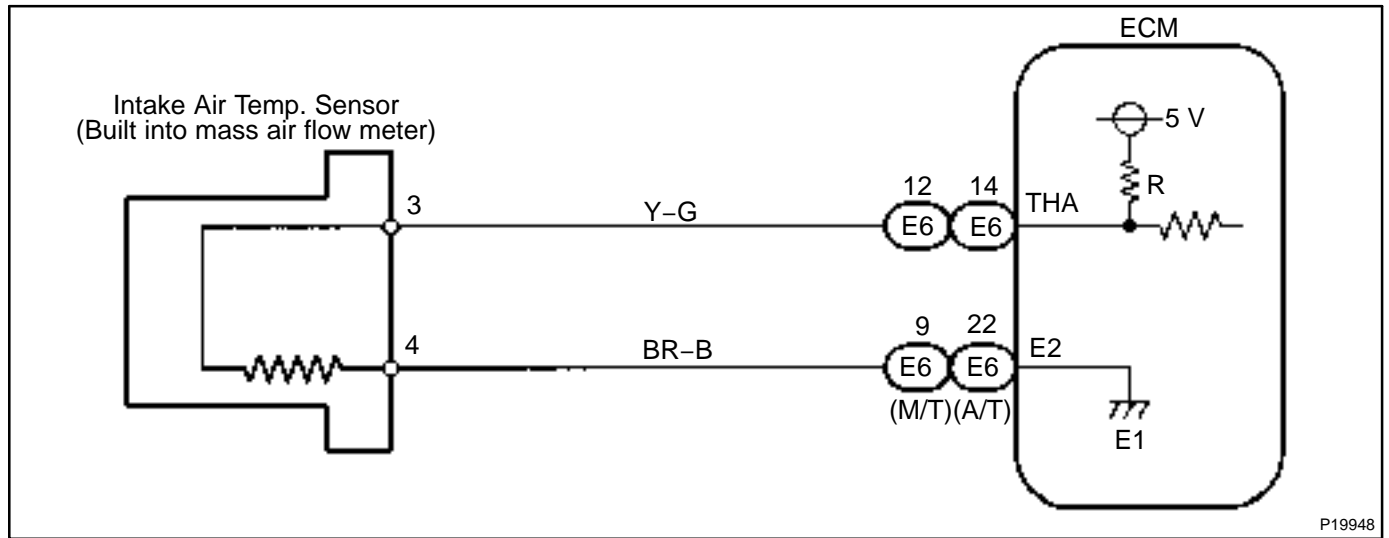 ECM
Intake Air Temp. Sensor
(Built into mass air flow meter)
5 V
R
3
Y–G
12
14
E6
E6
THA
4
BR–B
9
22
E6
E6
E2
(M/T)
(A/T)
E1
P19948